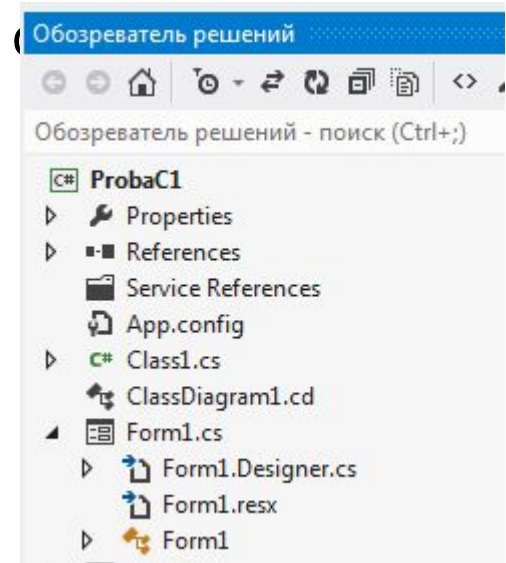 Обозреватель решений
Обозреватель решений - поиск (Ctrl+;)
C# ProbaC1
Properties
References
Service References
App.config
C# Class1.cs
ClassDiagram1.cd
Form1.cs
Form1.Designer.cs
Form1.resx
Form1